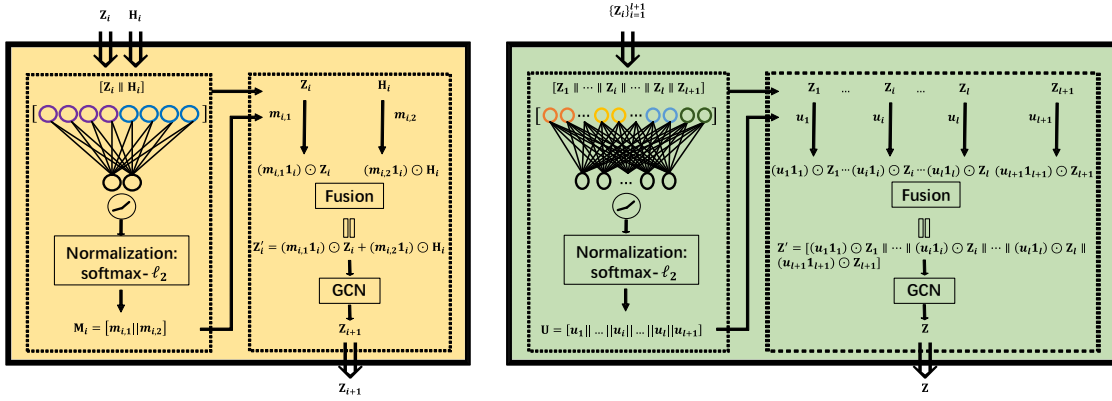 Z_i H_i
[Z_i ∥ H_i]
[ ]
Normalization:
softmax-ℓ_2
M_i = [m_{i,1}||m_{i,2}]
Z_i H_i
m_{i,1} m_{i,2}
(m_{i,1}1_i) ⊙ Z_i (m_{i,2}1_i) ⊙ H_i
Fusion
Z_i′ = (m_{i,1}1_i) ⊙ Z_i + (m_{i,2}1_i) ⊙ H_i
GCN
Z_{i+1}
Z_{i+1}
{Z_i}_{i=1}^{l+1}
[Z_1 ∥ ⋯ ∥ Z_i ∥ ⋯ ∥ Z_l ∥ Z_{l+1}]
[ ⋯ ⋯ ]
⋯
Normalization:
softmax-ℓ_2
U = [u_1|| … ||u_i|| … ||u_l||u_{l+1}]
Z_1 … Z_i … Z_l Z_{l+1}
u_1 u_i u_l u_{l+1}
(u_1 1_1) ⊙ Z_1 ⋯ (u_i 1_i) ⊙ Z_i ⋯ (u_l 1_l) ⊙ Z_l (u_{l+1}1_{l+1}) ⊙ Z_{l+1}
Fusion
Z′ = [(u_1 1_1) ⊙ Z_1 ∥ ⋯ ∥ (u_i 1_i) ⊙ Z_i ∥ ⋯ ∥ (u_l 1_l) ⊙ Z_l ∥
(u_{l+1}1_{l+1}) ⊙ Z_{l+1}]
GCN
Z
Z